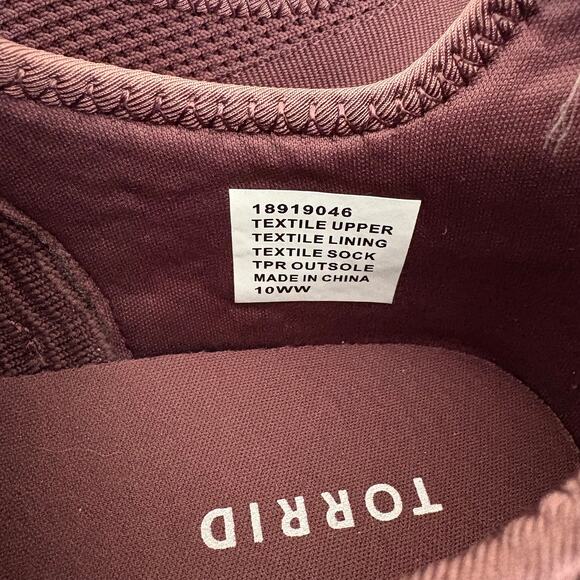 18919046
TEXTILE UPPER
TEXTILE LINING
TEXTILE SOCK
TPR OUTSOLE
MADE IN CHINA
10WW
TORRID